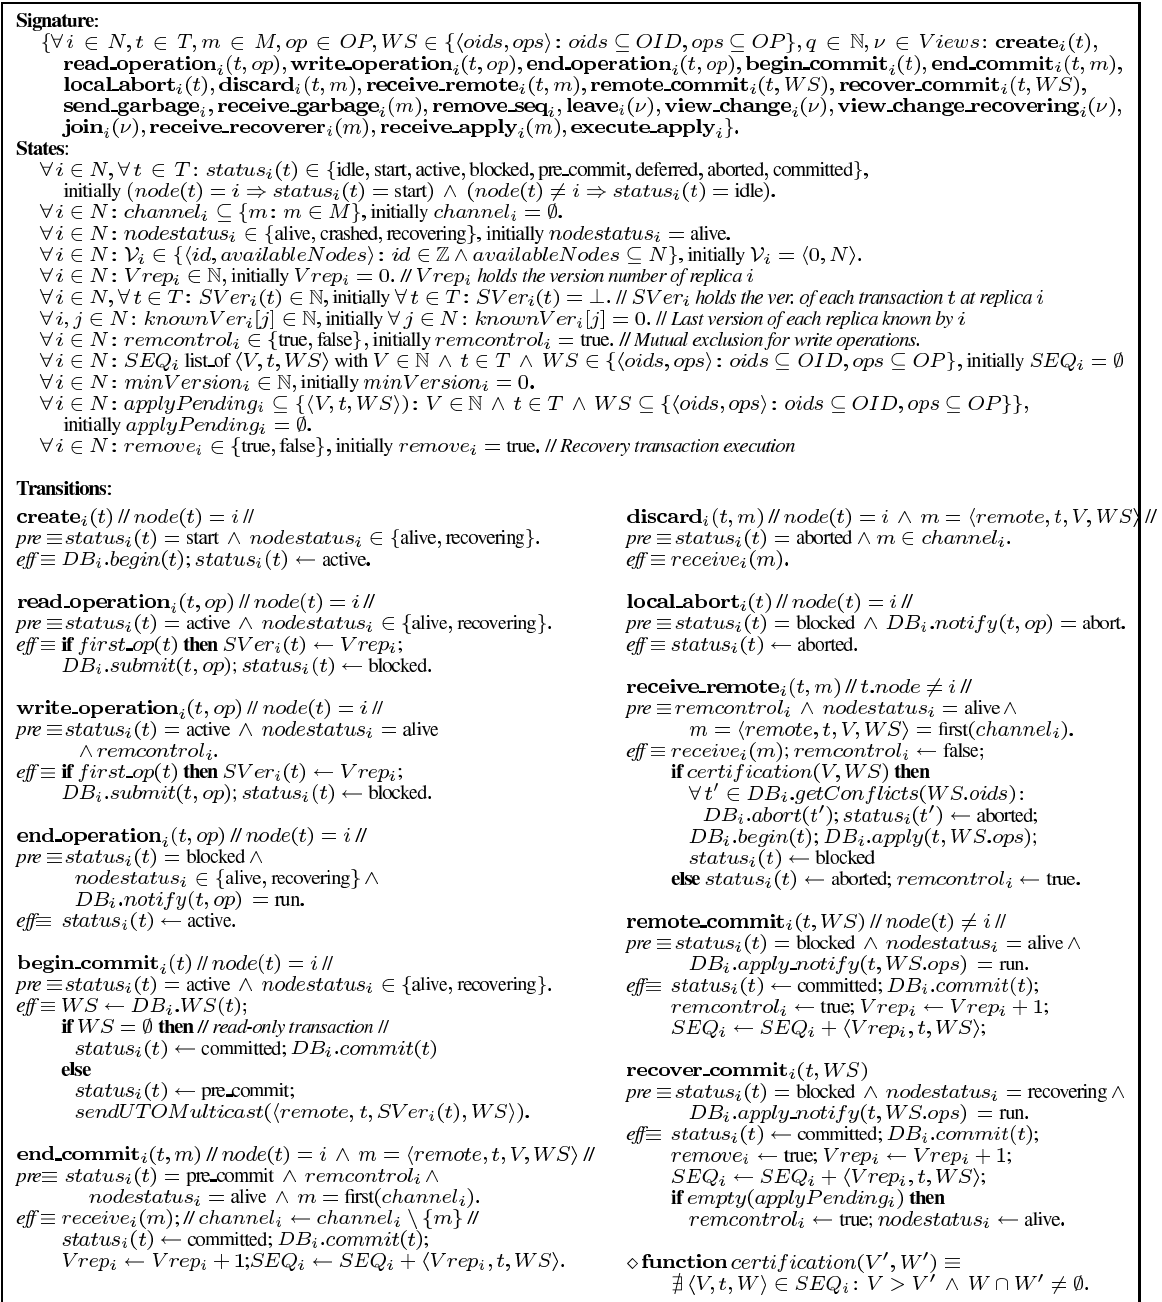 Signature:
{∀ i ∈ N, t ∈ T, m ∈ M, op ∈ OP, WS ∈ {⟨oids, ops⟩: oids ⊆ OID, ops ⊆ OP}, q ∈ ℕ, ν ∈ Views: create_i(t),
read_operation_i(t, op), write_operation_i(t, op), end_operation_i(t, op), begin_commit_i(t), end_commit_i(t, m),
local_abort_i(t), discard_i(t, m), receive_remote_i(t, m), remote_commit_i(t, WS), recover_commit_i(t, WS),
send_garbage_i, receive_garbage_i(m), remove_seq_i, leave_i(ν), view_change_i(ν), view_change_recovering_i(ν),
join_i(ν), receive_recoverer_i(m), receive_apply_i(m), execute_apply_i}.
States:
∀ i ∈ N, ∀ t ∈ T: status_i(t) ∈ {idle, start, active, blocked, pre_commit, deferred, aborted, committed},
initially (node(t) = i ⇒ status_i(t) = start) ∧ (node(t) ≠ i ⇒ status_i(t) = idle).
∀ i ∈ N: channel_i ⊆ {m: m ∈ M}, initially channel_i = ∅.
∀ i ∈ N: nodestatus_i ∈ {alive, crashed, recovering}, initially nodestatus_i = alive.
∀ i ∈ N: 𝒱_i ∈ {⟨id, availableNodes⟩: id ∈ ℤ ∧ availableNodes ⊆ N}, initially 𝒱_i = ⟨0, N⟩.
∀ i ∈ N: Vrep_i ∈ ℕ, initially Vrep_i = 0. // Vrep_i holds the version number of replica i
∀ i ∈ N, ∀ t ∈ T: SVer_i(t) ∈ ℕ, initially ∀ t ∈ T: SVer_i(t) = ⊥. // SVer_i holds the ver. of each transaction t at replica i
∀ i, j ∈ N: knownVer_i[j] ∈ ℕ, initially ∀ j ∈ N: knownVer_i[j] = 0. // Last version of each replica known by i
∀ i ∈ N: remcontrol_i ∈ {true, false}, initially remcontrol_i = true. // Mutual exclusion for write operations.
∀ i ∈ N: SEQ_i list_of ⟨V, t, WS⟩ with V ∈ ℕ ∧ t ∈ T ∧ WS ∈ {⟨oids, ops⟩: oids ⊆ OID, ops ⊆ OP}, initially SEQ_i = ∅
∀ i ∈ N: minVersion_i ∈ ℕ, initially minVersion_i = 0.
∀ i ∈ N: applyPending_i ⊆ {⟨V, t, WS⟩): V ∈ ℕ ∧ t ∈ T ∧ WS ⊆ {⟨oids, ops⟩: oids ⊆ OID, ops ⊆ OP}},
initially applyPending_i = ∅.
∀ i ∈ N: remove_i ∈ {true, false}, initially remove_i = true. // Recovery transaction execution
Transitions:
create_i(t) // node(t) = i //
pre ≡ status_i(t) = start ∧ nodestatus_i ∈ {alive, recovering}.
eff ≡ DB_i.begin(t); status_i(t) ← active.
read_operation_i(t, op) // node(t) = i //
pre ≡ status_i(t) = active ∧ nodestatus_i ∈ {alive, recovering}.
eff ≡ if first_op(t) then SVer_i(t) ← Vrep_i;
DB_i.submit(t, op); status_i(t) ← blocked.
write_operation_i(t, op) // node(t) = i //
pre ≡ status_i(t) = active ∧ nodestatus_i = alive
∧ remcontrol_i.
eff ≡ if first_op(t) then SVer_i(t) ← Vrep_i;
DB_i.submit(t, op); status_i(t) ← blocked.
end_operation_i(t, op) // node(t) = i //
pre ≡ status_i(t) = blocked ∧
nodestatus_i ∈ {alive, recovering} ∧
DB_i.notify(t, op) = run.
eff ≡ status_i(t) ← active.
begin_commit_i(t) // node(t) = i //
pre ≡ status_i(t) = active ∧ nodestatus_i ∈ {alive, recovering}.
eff ≡ WS ← DB_i.WS(t);
if WS = ∅ then // read-only transaction //
status_i(t) ← committed; DB_i.commit(t)
else
status_i(t) ← pre_commit;
sendUTOMulticast(⟨remote, t, SVer_i(t), WS⟩).
end_commit_i(t, m) // node(t) = i ∧ m = ⟨remote, t, V, WS⟩ //
pre ≡ status_i(t) = pre_commit ∧ remcontrol_i ∧
nodestatus_i = alive ∧ m = first(channel_i).
eff ≡ receive_i(m); // channel_i ← channel_i \ {m} //
status_i(t) ← committed; DB_i.commit(t);
Vrep_i ← Vrep_i + 1; SEQ_i ← SEQ_i + ⟨Vrep_i, t, WS⟩.
discard_i(t, m) // node(t) = i ∧ m = ⟨remote, t, V, WS⟩ //
pre ≡ status_i(t) = aborted ∧ m ∈ channel_i.
eff ≡ receive_i(m).
local_abort_i(t) // node(t) = i //
pre ≡ status_i(t) = blocked ∧ DB_i.notify(t, op) = abort.
eff ≡ status_i(t) ← aborted.
receive_remote_i(t, m) // t.node ≠ i //
pre ≡ remcontrol_i ∧ nodestatus_i = alive ∧
m = ⟨remote, t, V, WS⟩ = first(channel_i).
eff ≡ receive_i(m); remcontrol_i ← false;
if certification(V, WS) then
∀ t′ ∈ DB_i.getConflicts(WS.oids):
DB_i.abort(t′); status_i(t′) ← aborted;
DB_i.begin(t); DB_i.apply(t, WS.ops);
status_i(t) ← blocked
else status_i(t) ← aborted; remcontrol_i ← true.
remote_commit_i(t, WS) // node(t) ≠ i //
pre ≡ status_i(t) = blocked ∧ nodestatus_i = alive ∧
DB_i.apply_notify(t, WS.ops) = run.
eff ≡ status_i(t) ← committed; DB_i.commit(t);
remcontrol_i ← true; Vrep_i ← Vrep_i + 1;
SEQ_i ← SEQ_i + ⟨Vrep_i, t, WS⟩;
recover_commit_i(t, WS)
pre ≡ status_i(t) = blocked ∧ nodestatus_i = recovering ∧
DB_i.apply_notify(t, WS.ops) = run.
eff ≡ status_i(t) ← committed; DB_i.commit(t);
remove_i ← true; Vrep_i ← Vrep_i + 1;
SEQ_i ← SEQ_i + ⟨Vrep_i, t, WS⟩;
if empty(applyPending_i) then
remcontrol_i ← true; nodestatus_i ← alive.
⋄ function certification(V′, W′) ≡
∄ ⟨V, t, W⟩ ∈ SEQ_i: V > V′ ∧ W ∩ W′ ≠ ∅.